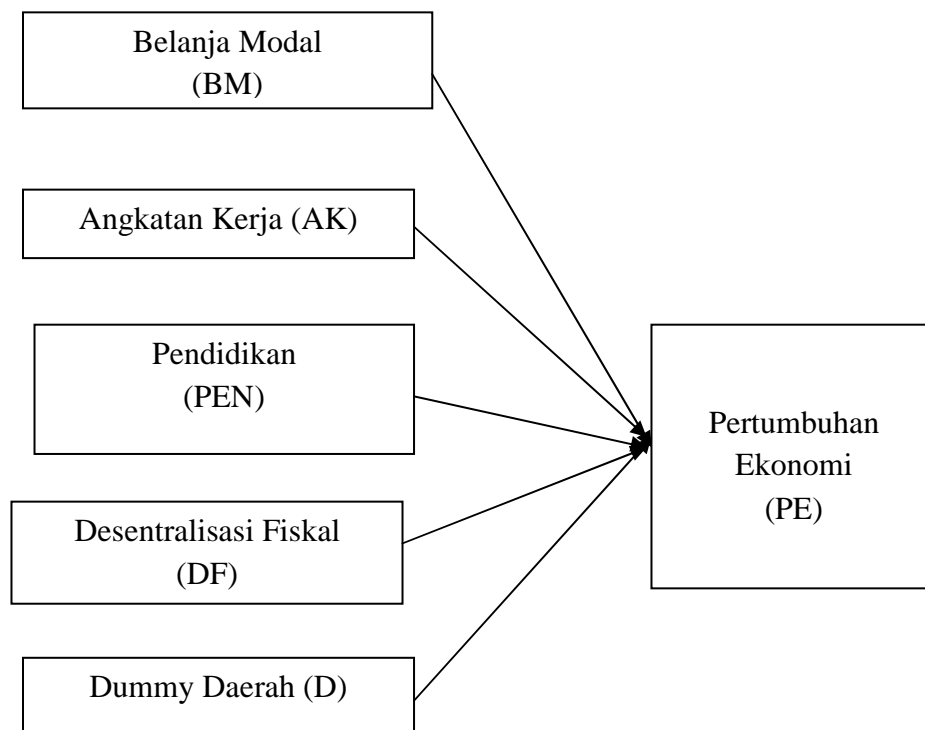 Belanja Modal
(BM)
Angkatan Kerja (AK)
Pendidikan
(PEN)
Desentralisasi Fiskal
(DF)
Dummy Daerah (D)
Pertumbuhan
Ekonomi
(PE)